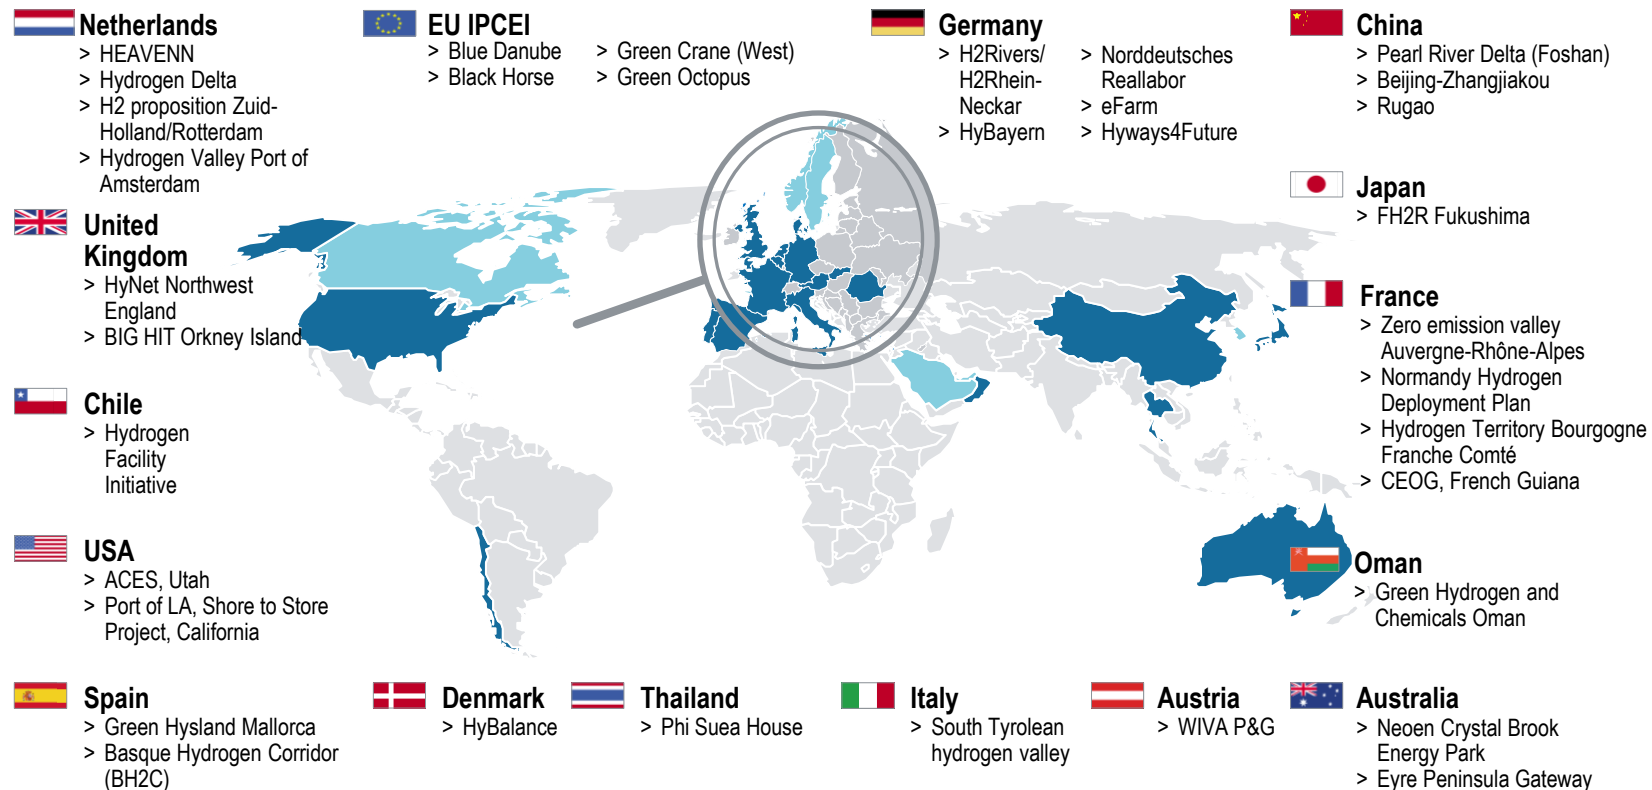 Netherlands
> HEAVENN
> Hydrogen Delta
> H2 proposition Zuid-
Holland/Rotterdam
> Hydrogen Valley Port of
Amsterdam
EU IPCEI
> Blue Danube
> Black Horse
> Green Crane (West)
> Green Octopus
Germany
> H2Rivers/
H2Rhein-
Neckar
> HyBayern
> Norddeutsches
Reallabor
> eFarm
> Hyways4Future
China
> Pearl River Delta (Foshan)
> Beijing-Zhangjiakou
> Rugao
Japan
> FH2R Fukushima
United
Kingdom
> HyNet Northwest
England
> BIG HIT Orkney Island
France
> Zero emission valley
Auvergne-Rhône-Alpes
> Normandy Hydrogen
Deployment Plan
> Hydrogen Territory Bourgogne
Franche Comté
> CEOG, French Guiana
Chile
> Hydrogen
Facility
Initiative
USA
> ACES, Utah
> Port of LA, Shore to Store
Project, California
Oman
> Green Hydrogen and
Chemicals Oman
Spain
> Green Hysland Mallorca
> Basque Hydrogen Corridor
(BH2C)
Denmark
> HyBalance
Thailand
> Phi Suea House
Italy
> South Tyrolean
hydrogen valley
Austria
> WIVA P&G
Australia
> Neoen Crystal Brook
Energy Park
> Eyre Peninsula Gateway